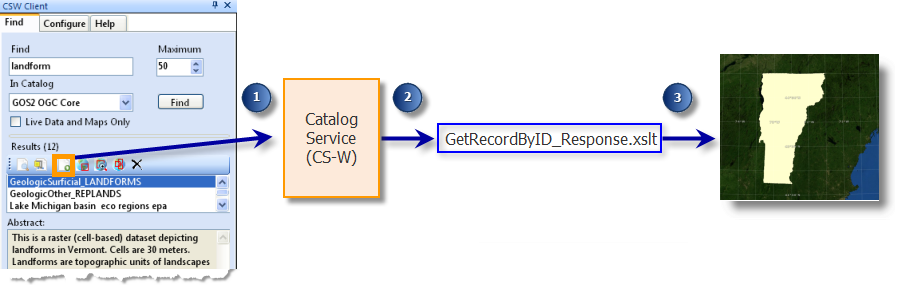 CSW Client
Find
Configure
Help
Find
Maximum
landform
50
In Catalog
GOS2 OGC Core
Find
Live Data and Maps Only
Results (12)
GeologicSurficial_LANDFORMS
GeologicOther_REPLANDS
Lake Michigan basin eco regions epa
Abstract:
This is a raster (cell-based) dataset depicting
landforms in Vermont. Cells are 30 meters.
Landforms are topographic units of landscapes
1
Catalog
Service
(CS-W)
2
GetRecordByID_Response.xslt
3